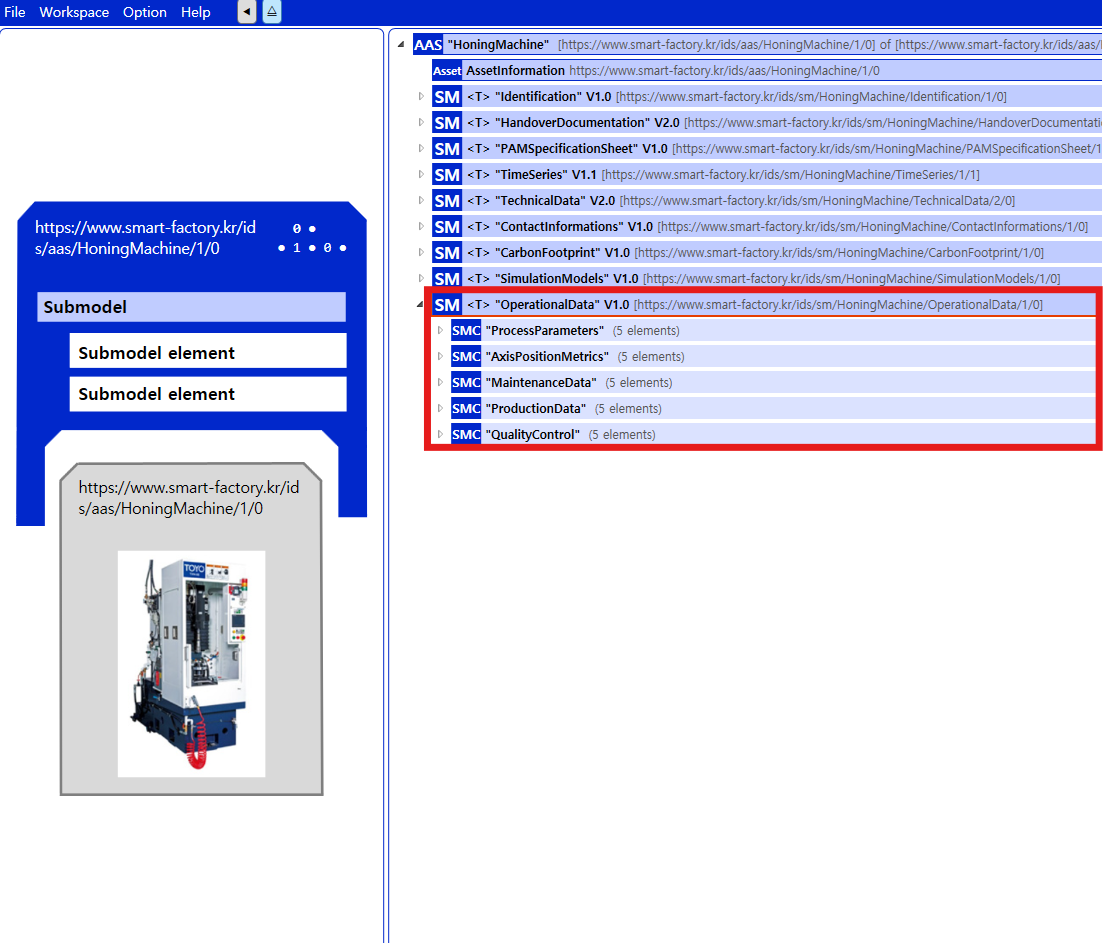 File Workspace Option Help
https://www.smart-factory.kr/id
s/aas/HoningMachine/1/0
0
1 0
Submodel
Submodel element
Submodel element
https://www.smart-factory.kr/id
s/aas/HoningMachine/1/0
TOYO
AAS "HoningMachine" [https://www.smart-factory.kr/ids/aas/HoningMachine/1/0] of [https://www.smart-factory.kr/ids/aas/
Asset AssetInformation https://www.smart-factory.kr/ids/aas/HoningMachine/1/0
SM <T> "Identification" V1.0 [https://www.smart-factory.kr/ids/sm/HoningMachine/Identification/1/0]
SM <T> "HandoverDocumentation" V2.0 [https://www.smart-factory.kr/ids/sm/HoningMachine/HandoverDocumentati
SM <T> "PAMSpecificationSheet" V1.0 [https://www.smart-factory.kr/ids/sm/HoningMachine/PAMSpecificationSheet/1
SM <T> "TimeSeries" V1.1 [https://www.smart-factory.kr/ids/sm/HoningMachine/TimeSeries/1/1]
SM <T> "TechnicalData" V2.0 [https://www.smart-factory.kr/ids/sm/HoningMachine/TechnicalData/2/0]
SM <T> "ContactInformations" V1.0 [https://www.smart-factory.kr/ids/sm/HoningMachine/ContactInformations/1/0]
SM <T> "CarbonFootprint" V1.0 [https://www.smart-factory.kr/ids/sm/HoningMachine/CarbonFootprint/1/0]
SM <T> "SimulationModels" V1.0 [https://www.smart-factory.kr/ids/sm/HoningMachine/SimulationModels/1/0]
SM <T> "OperationalData" V1.0 [https://www.smart-factory.kr/ids/sm/HoningMachine/OperationalData/1/0]
SMC "ProcessParameters" (5 elements)
SMC "AxisPositionMetrics" (5 elements)
SMC "MaintenanceData" (5 elements)
SMC "ProductionData" (5 elements)
SMC "QualityControl" (5 elements)